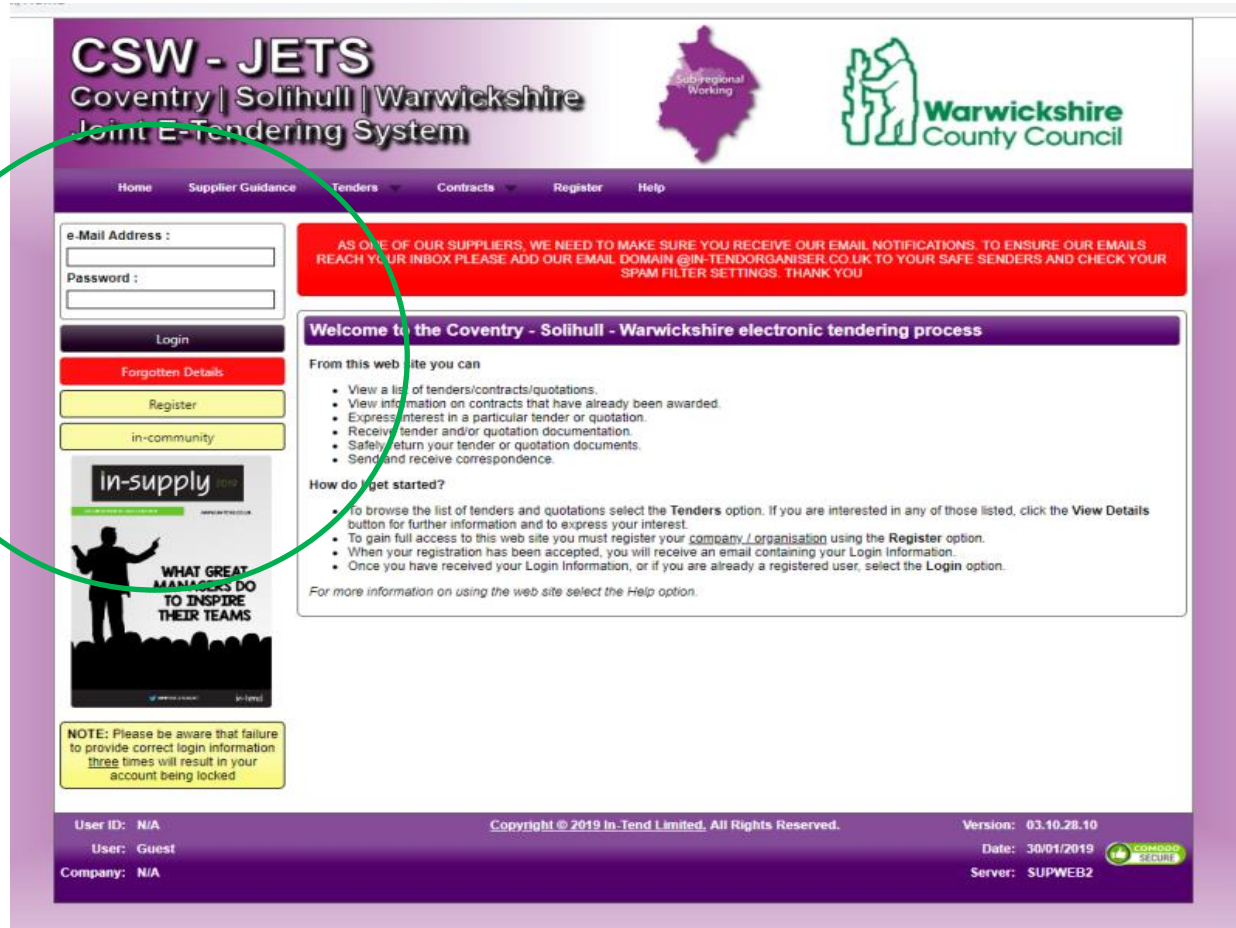 CSW - JETS
Coventry | Solihull | Warwickshire
Joint E-Tendering System
Sub-regional
Working
Warwickshire
County Council
Home Supplier Guidance Tenders Contracts Register Help
e-Mail Address :
Password :
Login
Forgotten Details
Register
in-community
in-supply 2019
WHAT GREAT
MANAGERS DO
TO INSPIRE
THEIR TEAMS
in-tend
NOTE: Please be aware that failure
to provide correct login information
three times will result in your
account being locked
AS ONE OF OUR SUPPLIERS, WE NEED TO MAKE SURE YOU RECEIVE OUR EMAIL NOTIFICATIONS. TO ENSURE OUR EMAILS
REACH YOUR INBOX PLEASE ADD OUR EMAIL DOMAIN @IN-TENDORGANISER.CO.UK TO YOUR SAFE SENDERS AND CHECK YOUR
SPAM FILTER SETTINGS. THANK YOU
Welcome to the Coventry - Solihull - Warwickshire electronic tendering process
From this web site you can
• View a list of tenders/contracts/quotations.
• View information on contracts that have already been awarded.
• Express interest in a particular tender or quotation.
• Receive tender and/or quotation documentation.
• Safely return your tender or quotation documents.
• Send and receive correspondence.
How do I get started?
• To browse the list of tenders and quotations select the Tenders option. If you are interested in any of those listed, click the View Details
button for further information and to express your interest.
• To gain full access to this web site you must register your company / organisation using the Register option.
• When your registration has been accepted, you will receive an email containing your Login Information.
• Once you have received your Login Information, or if you are already a registered user, select the Login option.
For more information on using the web site select the Help option.
User ID: N/A
User: Guest
Company: N/A
Copyright © 2019 In-Tend Limited. All Rights Reserved.
Version: 03.10.28.10
Date: 30/01/2019
Server: SUPWEB2
COMODO
SECURE